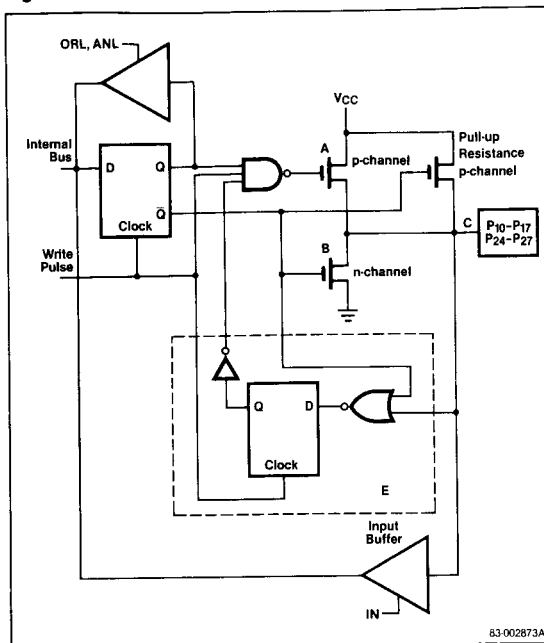 ORL, ANL
VCC
Internal
Bus
A
p-channel
Pull-up
Resistance
p-channel
D
Q
Q̅
Clock
C
P10–P17
P24–P27
Write
Pulse
B
n-channel
Q
D
Clock
E
Input
Buffer
IN
83-002873A